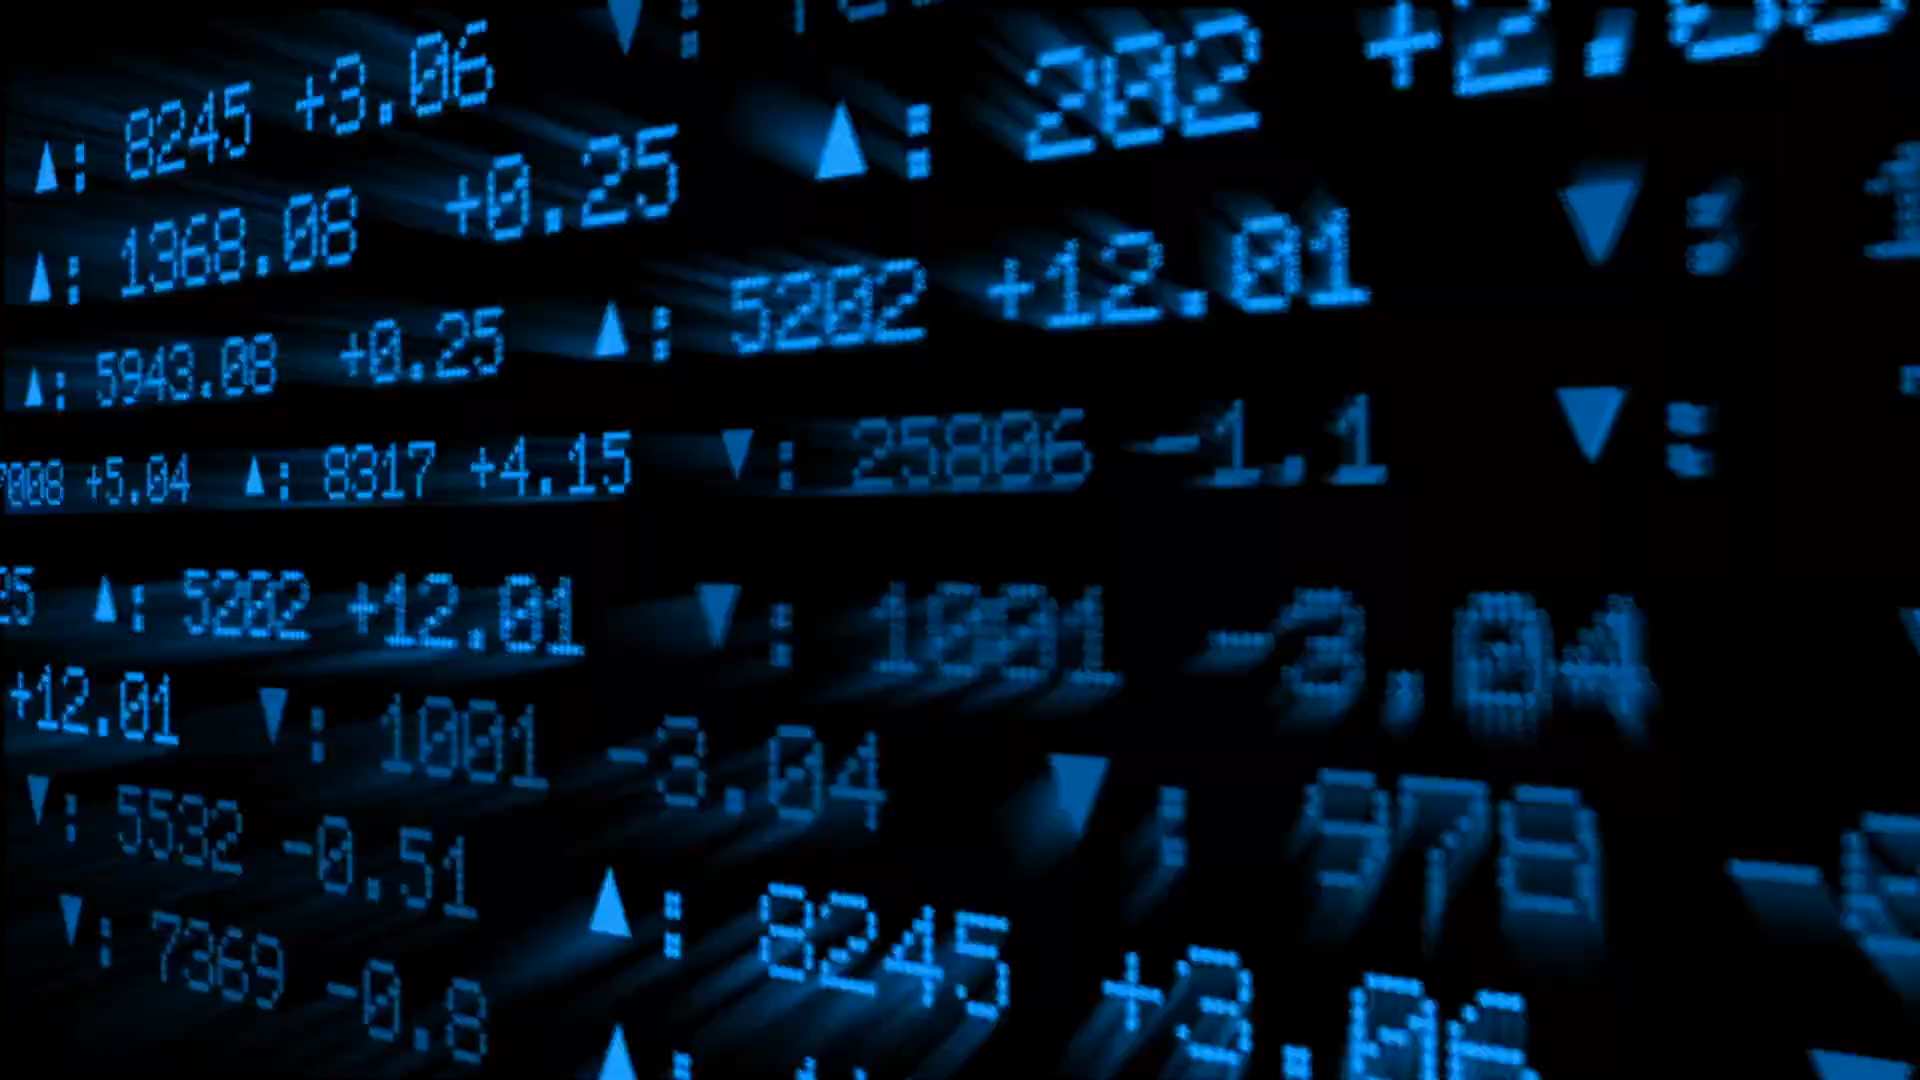 ▲: 8245 +3.06
▲: 202
▲: 1368.08 +0.25
▲: 5202 +12.01
▲: 5943.08 +0.25
+5.04 ▲: 8317 +4.15 ▼: 25806 -1.1
▲: 5202 +12.01 ▼: 1001 -3.04
+12.01 ▼: 1001 -3.04
▼: 978
▼: 5532 -0.51
▲: 8245 +3.06
▼: 7369 -0.8